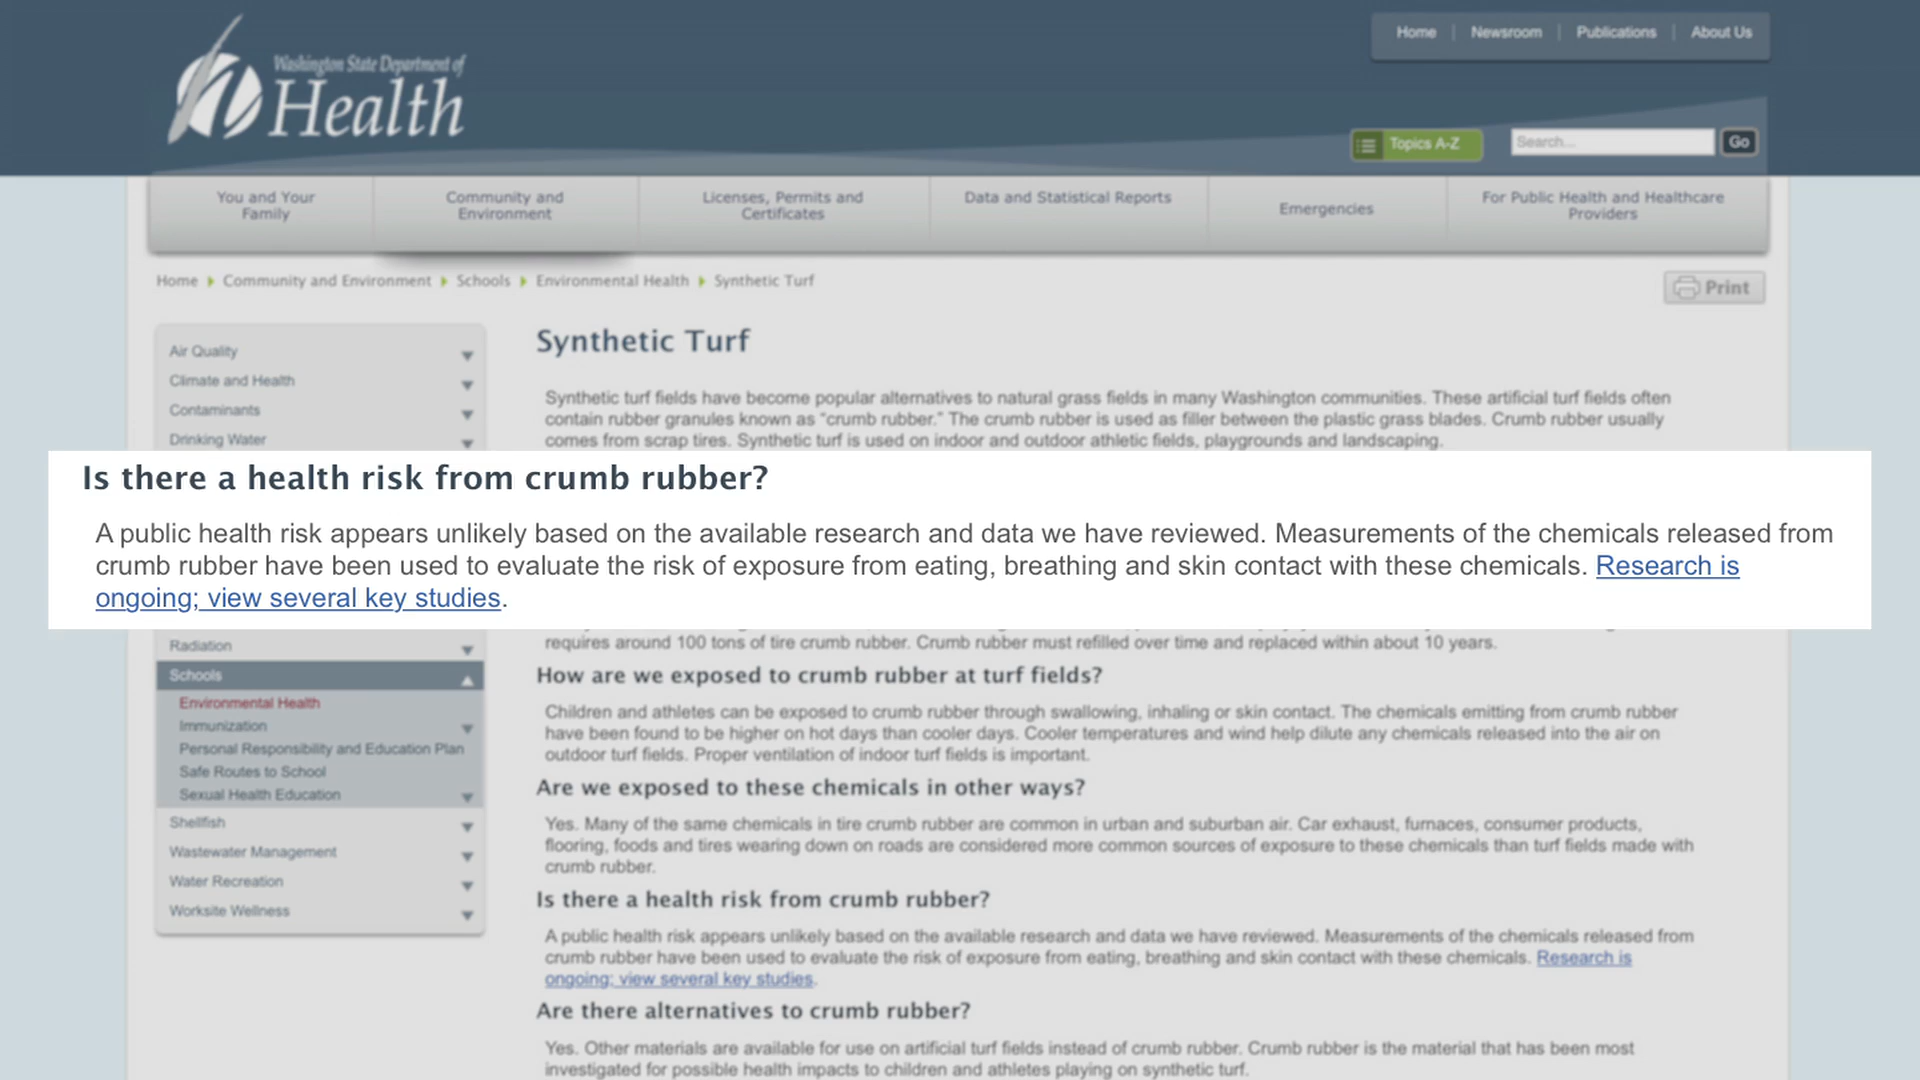 Washington State Department of
Health
Home
Newsroom
Publications
About Us
Topics A-Z
Search...
Go
You and Your
Family
Community and
Environment
Licenses, Permits and
Certificates
Data and Statistical Reports
Emergencies
For Public Health and Healthcare
Providers
Home
Community and Environment
Schools
Environmental Health
Synthetic Turf
Print
Air Quality
Climate and Health
Contaminants
Drinking Water
Synthetic Turf
Synthetic turf fields have become popular alternatives to natural grass fields in many Washington communities. These artificial turf fields often
contain rubber granules known as “crumb rubber.” The crumb rubber is used as filler between the plastic grass blades. Crumb rubber usually
comes from scrap tires. Synthetic turf is used on indoor and outdoor athletic fields, playgrounds and landscaping.
Is there a health risk from crumb rubber?
A public health risk appears unlikely based on the available research and data we have reviewed. Measurements of the chemicals released from
crumb rubber have been used to evaluate the risk of exposure from eating, breathing and skin contact with these chemicals. Research is
ongoing; view several key studies.
Radiation
Schools
Environmental Health
Immunization
Personal Responsibility and Education Plan
Safe Routes to School
Sexual Health Education
Shellfish
Wastewater Management
Water Recreation
Worksite Wellness
requires around 100 tons of tire crumb rubber. Crumb rubber must refilled over time and replaced within about 10 years.
How are we exposed to crumb rubber at turf fields?
Children and athletes can be exposed to crumb rubber through swallowing, inhaling or skin contact. The chemicals emitting from crumb rubber
have been found to be higher on hot days than cooler days. Cooler temperatures and wind help dilute any chemicals released into the air on
outdoor turf fields. Proper ventilation of indoor turf fields is important.
Are we exposed to these chemicals in other ways?
Yes. Many of the same chemicals in tire crumb rubber are common in urban and suburban air. Car exhaust, furnaces, consumer products,
flooring, foods and tires wearing down on roads are considered more common sources of exposure to these chemicals than turf fields made with
crumb rubber.
Is there a health risk from crumb rubber?
A public health risk appears unlikely based on the available research and data we have reviewed. Measurements of the chemicals released from
crumb rubber have been used to evaluate the risk of exposure from eating, breathing and skin contact with these chemicals. Research is
ongoing; view several key studies.
Are there alternatives to crumb rubber?
Yes. Other materials are available for use on artificial turf fields instead of crumb rubber. Crumb rubber is the material that has been most
investigated for possible health impacts to children and athletes playing on synthetic turf.